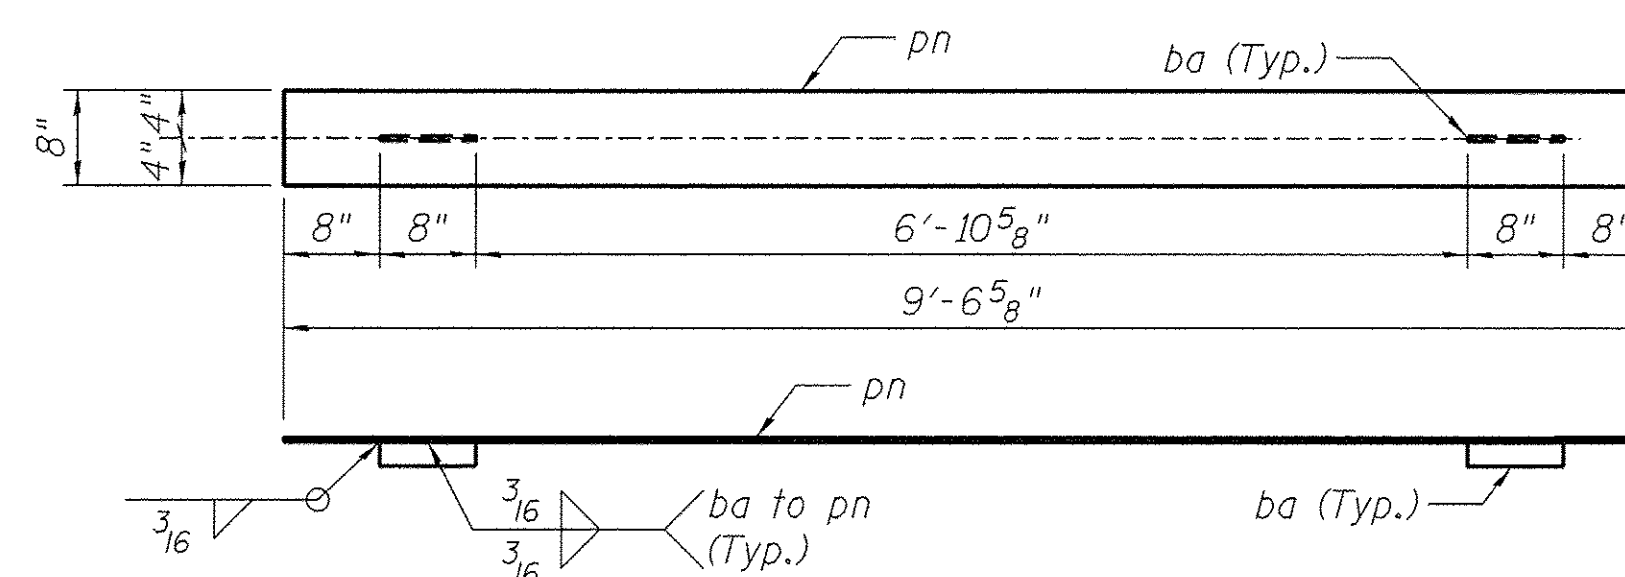 pn
ba (Typ.)
8"
4" 4"
8" 8" 6'-10 5/8" 8" 8"
9'-6 5/8"
pn
3/16
3/16
3/16
ba to pn
(Typ.)
ba (Typ.)